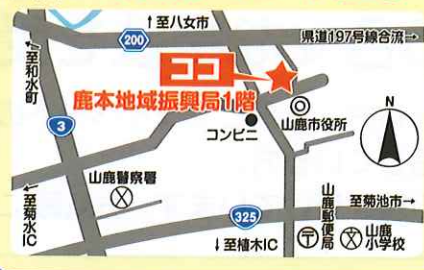 ↑至八女市
200
県道197号線合流→
←至和水町
ココ
鹿本地域振興局1階
山鹿市役所
コンビニ
N
3
山鹿警察署
←至菊水IC
325
↓至植木IC
山鹿郵便局
至菊池市→
山鹿小学校